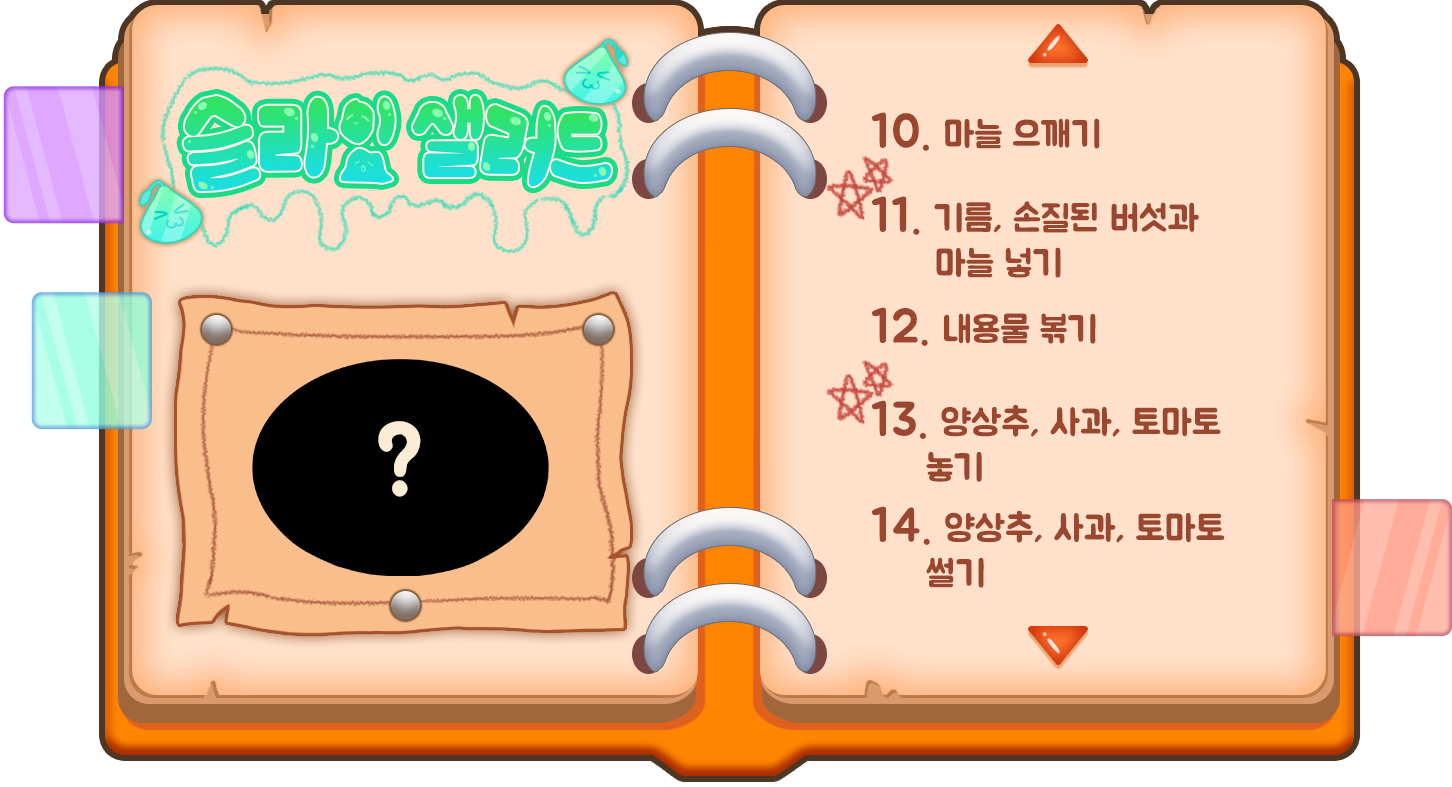 슬라임 샐러드
?
10. 마늘 으깨기
11. 기름, 손질된 버섯과
마늘 넣기
12. 내용물 볶기
13. 양상추, 사과, 토마토
놓기
14. 양상추, 사과, 토마토
썰기